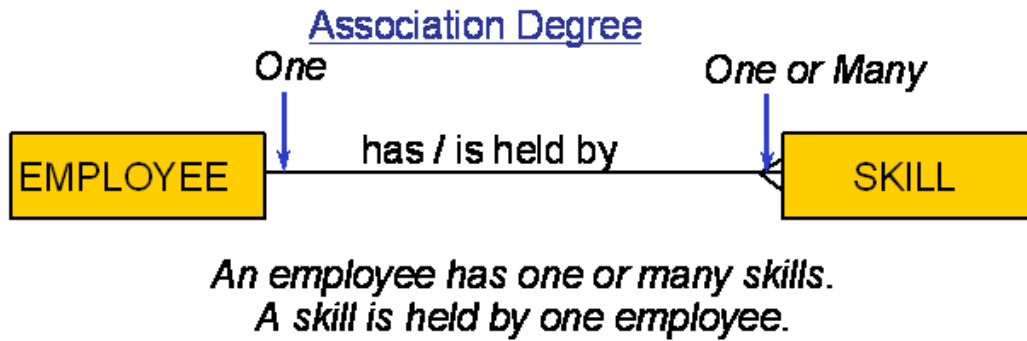 Association Degree
One
One or Many
has / is held by
EMPLOYEE
SKILL
An employee has one or many skills.
A skill is held by one employee.